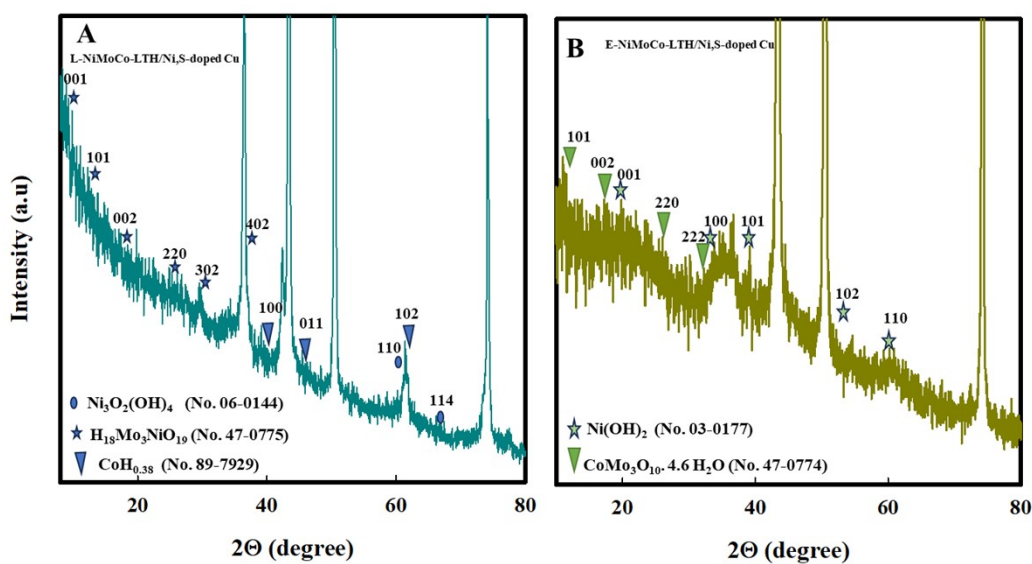 A
L-NiMoCo-LTH/Ni,S-doped Cu
001
101
002
220
302
402
100
011
110
102
114
Ni₃O₂(OH)₄ (No. 06-0144)
H₁₈Mo₃NiO₁₉ (No. 47-0775)
CoH₀.₃₈ (No. 89-7929)
20 40 60 80
2Θ (degree)
Intensity (a.u)
B
E-NiMoCo-LTH/Ni,S-doped Cu
101
002
001
220
222
100
101
102
110
Ni(OH)₂ (No. 03-0177)
CoMo₃O₁₀. 4.6 H₂O (No. 47-0774)
20 40 60 80
2Θ (degree)